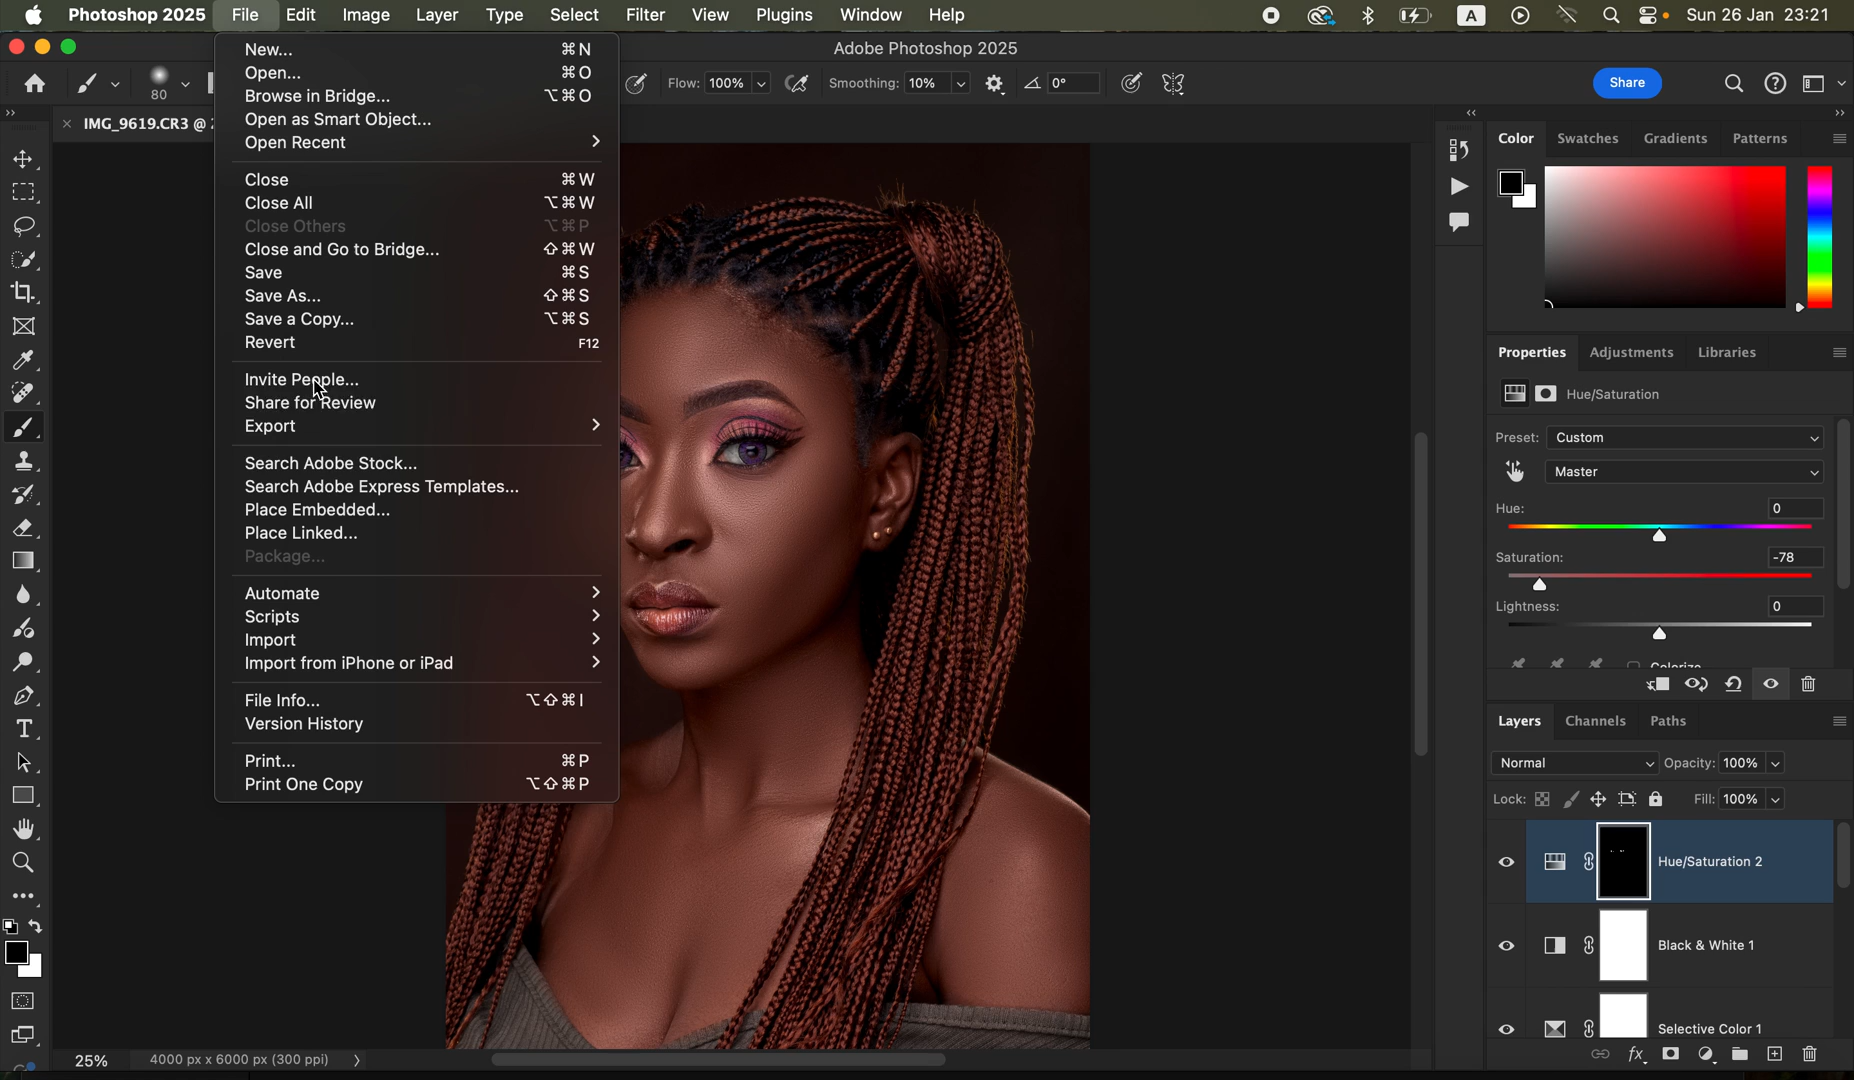 Photoshop 2025 File Edit Image Layer Type Select Filter View Plugins Window Help A Sun 26 Jan 23:21
Adobe Photoshop 2025
80 Flow: 100% Smoothing: 10% 0° Share
IMG_9619.CR3 @
New... ⌘N
Open... ⌘O
Browse in Bridge... ⌥⌘O
Open as Smart Object...
Open Recent
Close ⌘W
Close All ⌥⌘W
Close Others ⌥⌘P
Close and Go to Bridge... ⇧⌘W
Save ⌘S
Save As... ⇧⌘S
Save a Copy... ⌥⌘S
Revert F12
Invite People...
Share for Review
Export
Search Adobe Stock...
Search Adobe Express Templates...
Place Embedded...
Place Linked...
Package...
Automate
Scripts
Import
Import from iPhone or iPad
File Info... ⌥⇧⌘I
Version History
Print... ⌘P
Print One Copy ⌥⇧⌘P
25% 4000 px x 6000 px (300 ppi)
Color Swatches Gradients Patterns
Properties Adjustments Libraries
Hue/Saturation
Preset: Custom
Master
Hue: 0
Saturation: -78
Lightness: 0
Colorize
Layers Channels Paths
Normal Opacity: 100%
Lock: Fill: 100%
Hue/Saturation 2
Black & White 1
Selective Color 1
fx